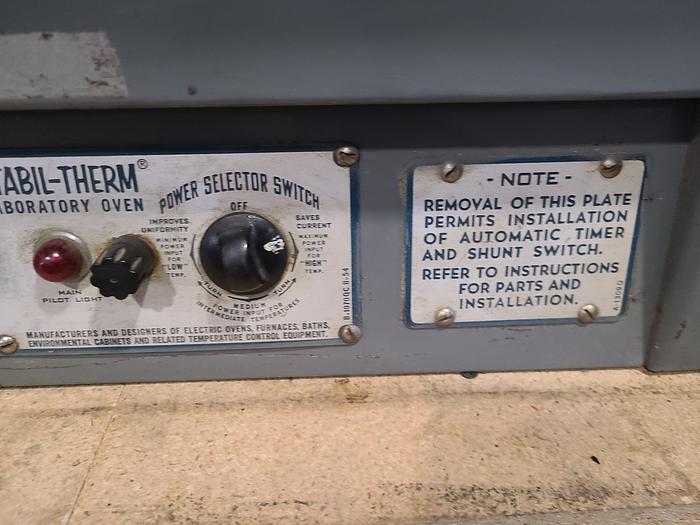 TABIL-THERM®
ABORATORY OVEN
POWER SELECTOR SWITCH
OFF
IMPROVES
UNIFORMITY
MINIMUM
POWER
INPUT
FOR
"LOW"
TEMP.
SAVES
CURRENT
MAXIMUM
POWER
INPUT
FOR
"HIGH"
TEMP.
TURN
TURN
MEDIUM
POWER INPUT FOR
INTERMEDIATE TEMPERATURES
MAIN
PILOT LIGHT
MANUFACTURERS AND DESIGNERS OF ELECTRIC OVENS, FURNACES, BATHS,
ENVIRONMENTAL CABINETS AND RELATED TEMPERATURE CONTROL EQUIPMENT.
- NOTE -
REMOVAL OF THIS PLATE
PERMITS INSTALLATION
OF AUTOMATIC TIMER
AND SHUNT SWITCH.
REFER TO INSTRUCTIONS
FOR PARTS AND
INSTALLATION.